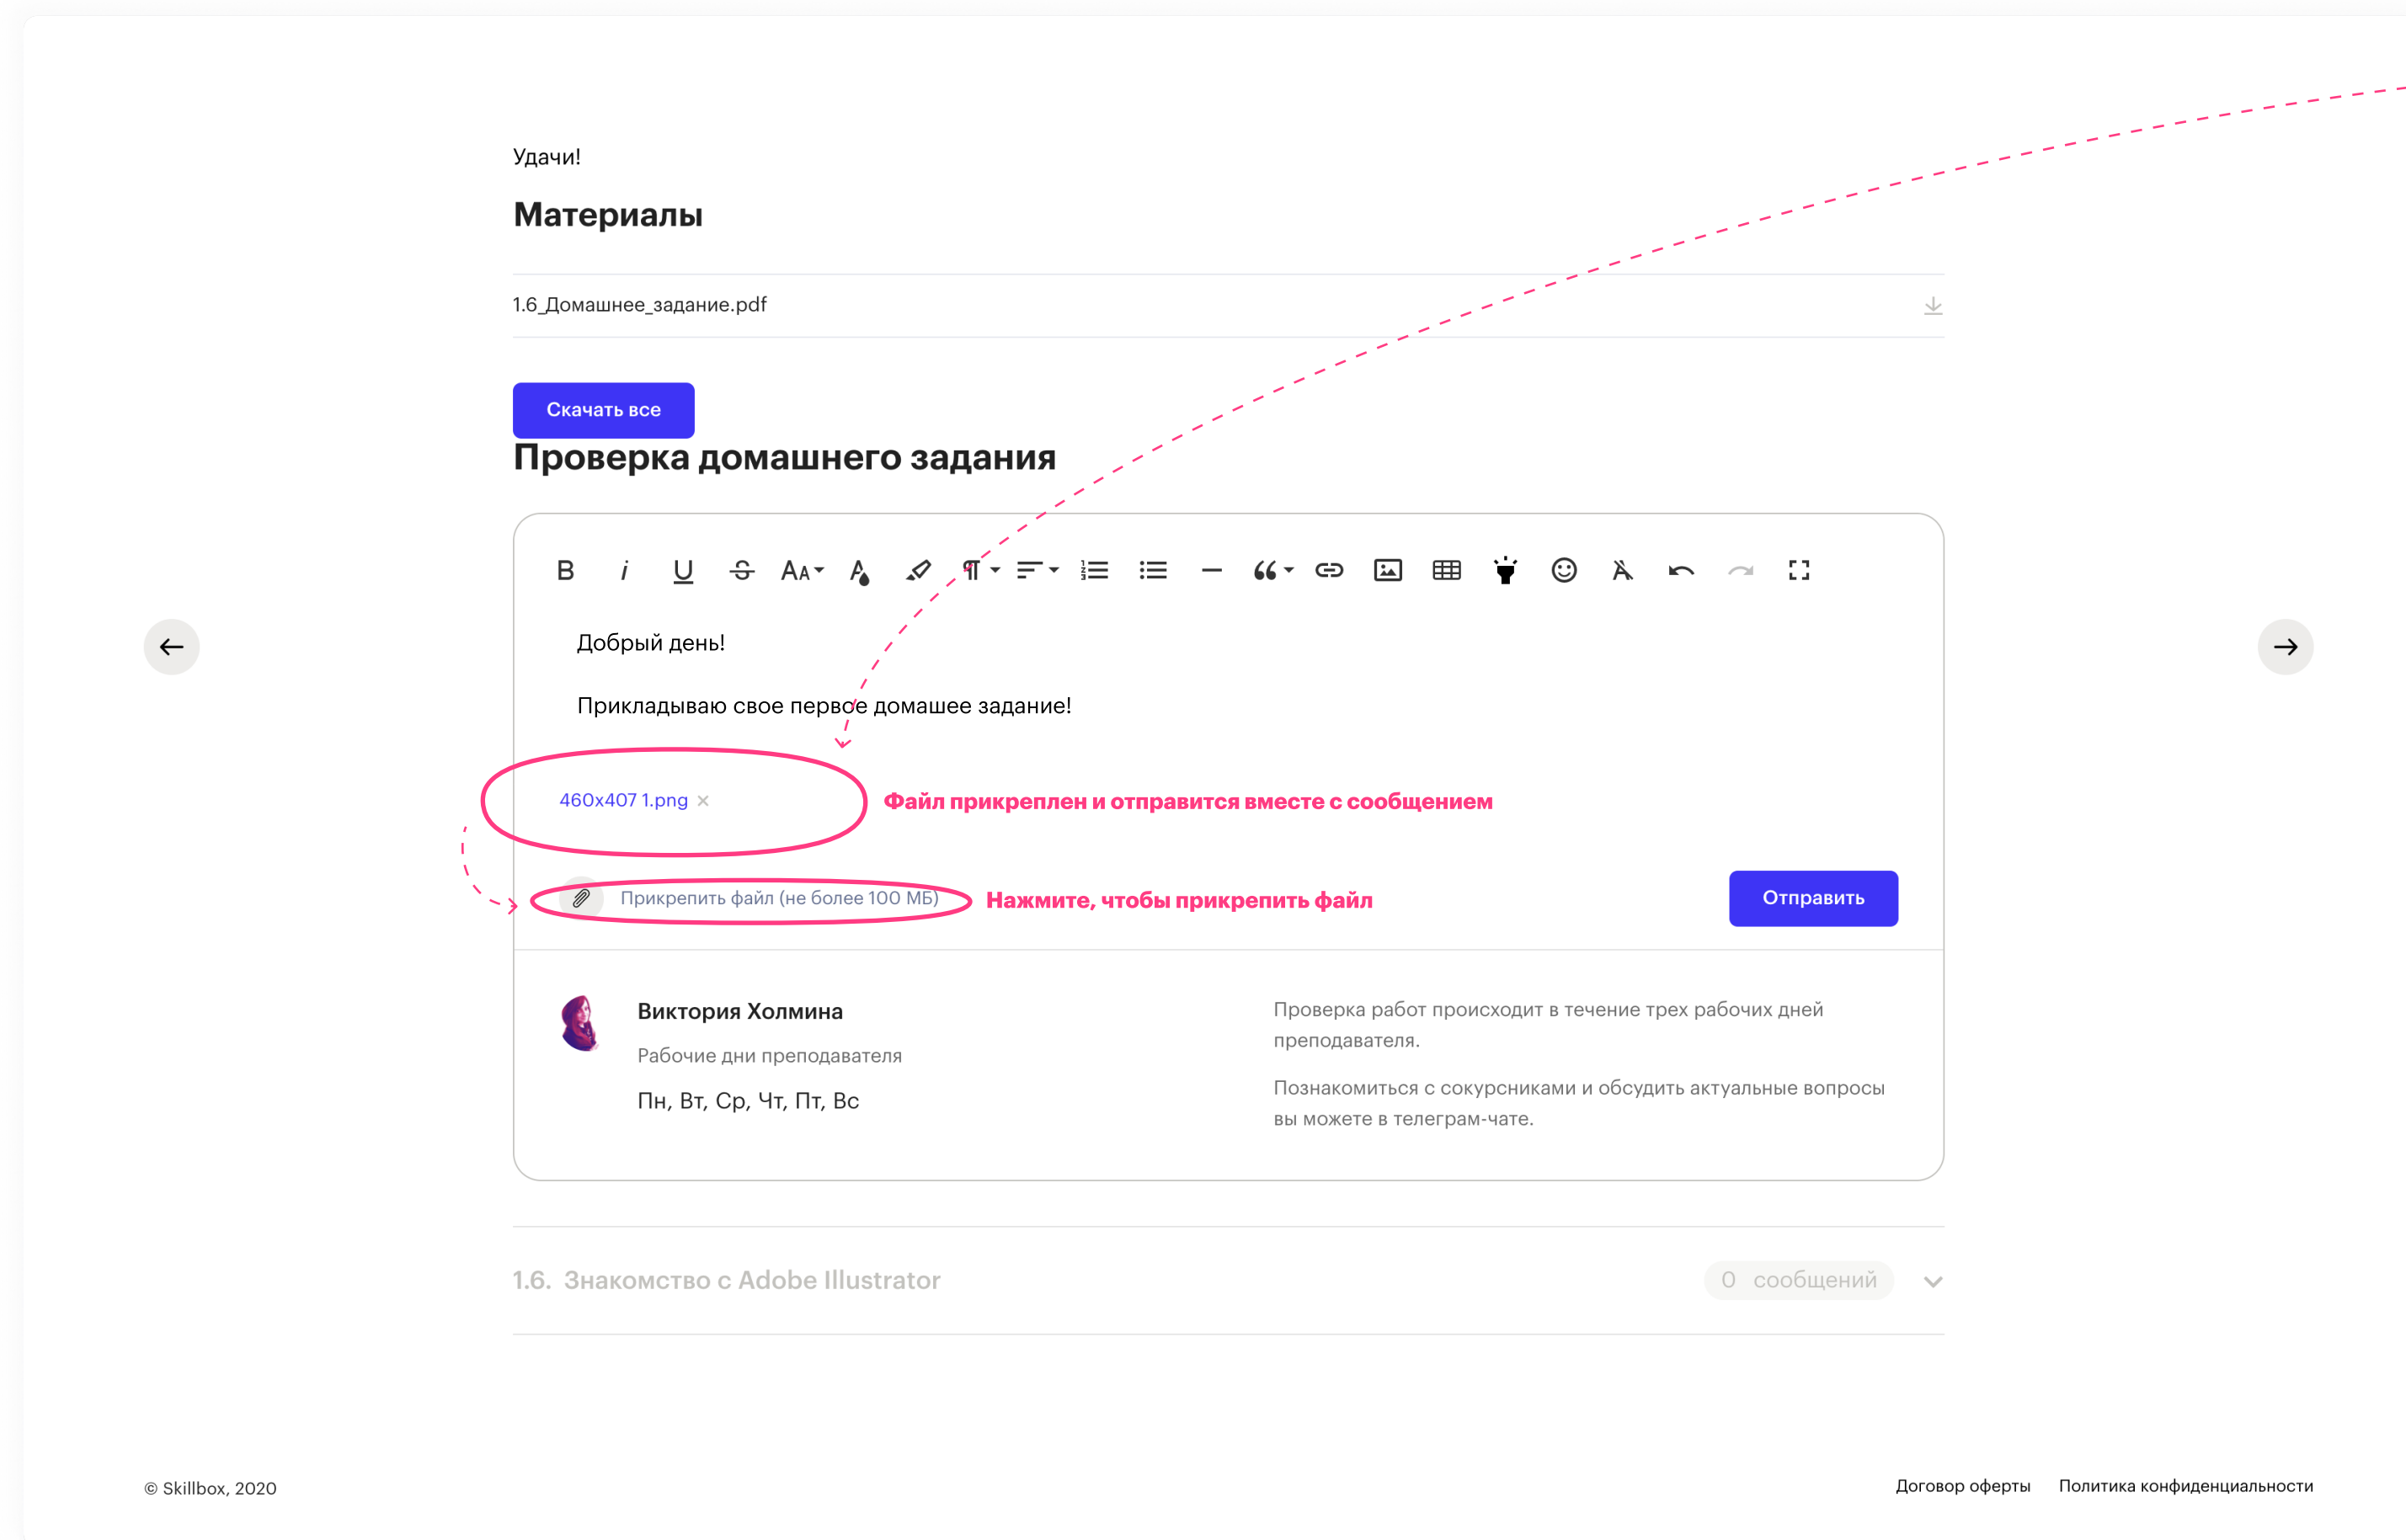 Удачи!
Материалы
1.6_Домашнее_задание.pdf
Скачать все
Проверка домашнего задания
Добрый день!
Прикладываю свое первое домашее задание!
460x407 1.png ×
Файл прикреплен и отправится вместе с сообщением
Прикрепить файл (не более 100 МБ)
Нажмите, чтобы прикрепить файл
Отправить
Виктория Холмина
Рабочие дни преподавателя
Пн, Вт, Ср, Чт, Пт, Вс
Проверка работ происходит в течение трех рабочих дней
преподавателя.
Познакомиться с сокурсниками и обсудить актуальные вопросы
вы можете в телеграм-чате.
1.6. Знакомство с Adobe Illustrator
0 сообщений
© Skillbox, 2020
Договор оферты
Политика конфиденциальности